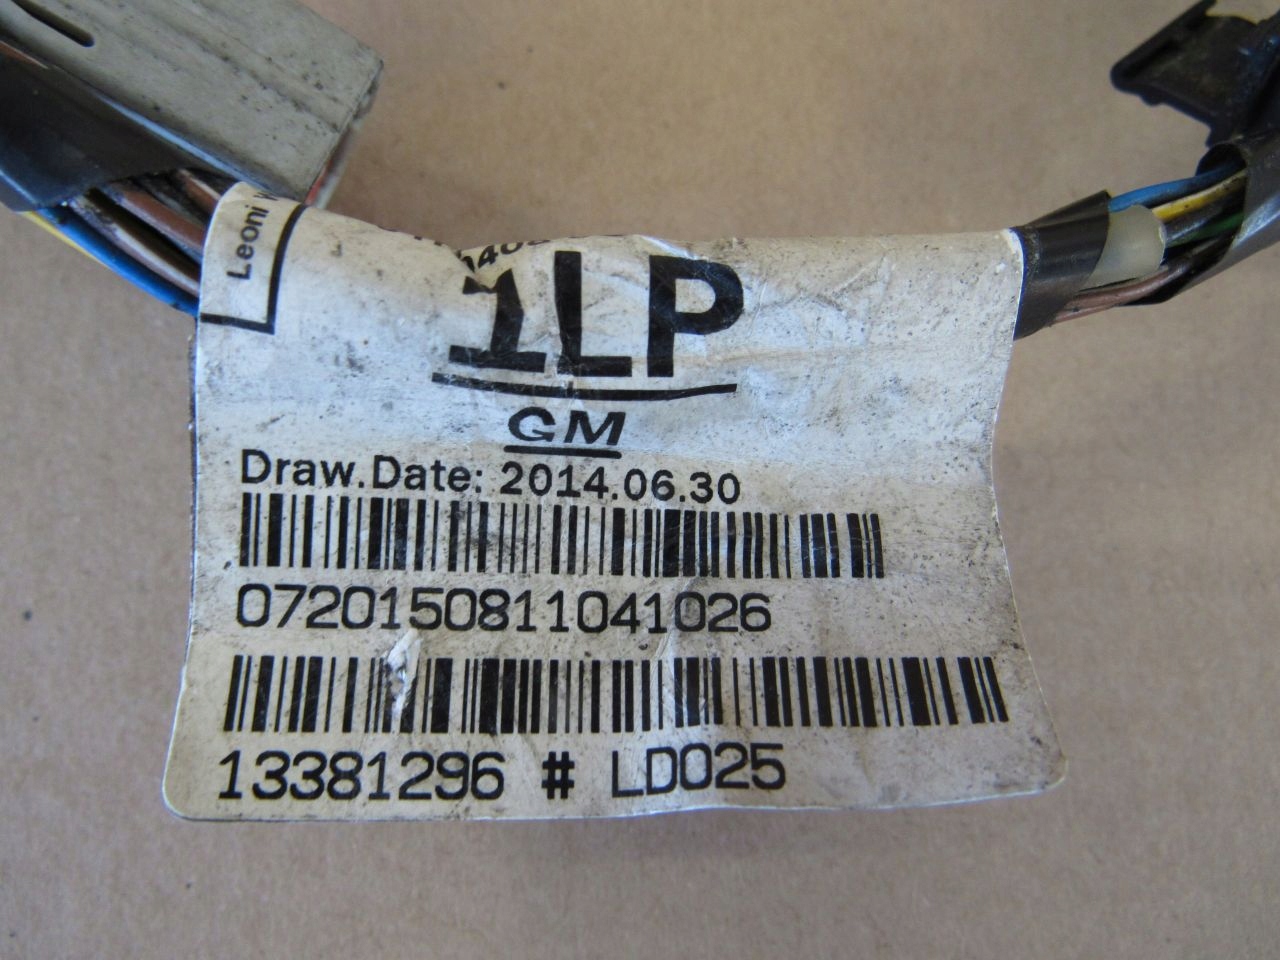 Leoni
1LP
GM
Draw.Date: 2014.06.30
0720150811041026
13381296 # LD025